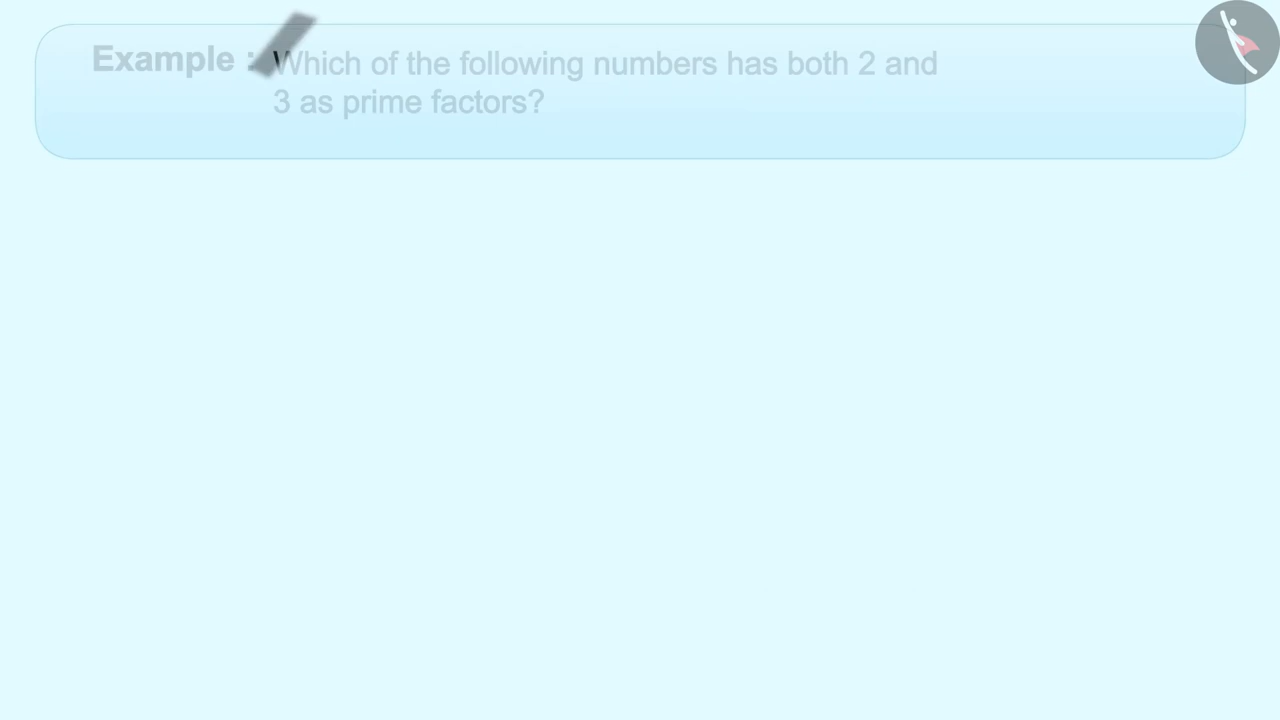 Example : Which of the following numbers has both 2 and
3 as prime factors?